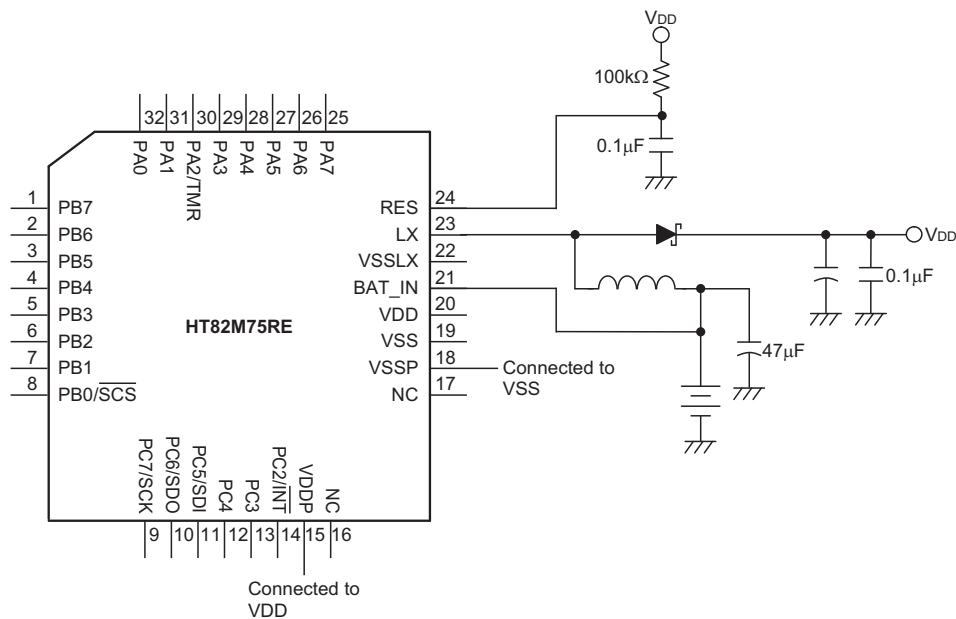 VDD
100kΩ
0.1µF
32 31 30 29 28 27 26 25
PA0 PA1 PA2/TMR PA3 PA4 PA5 PA6 PA7
1 PB7
2 PB6
3 PB5
4 PB4
5 PB3
6 PB2
7 PB1
8 PB0/SCS
HT82M75RE
RES 24
LX 23
VSSLX 22
BAT_IN 21
VDD 20
VSS 19
VSSP 18
NC 17
VDD
0.1µF
47µF
Connected to
VSS
PC7/SCK PC6/SDO PC5/SDI PC4 PC3 PC2/INT VDDP NC
9 10 11 12 13 14 15 16
Connected to
VDD